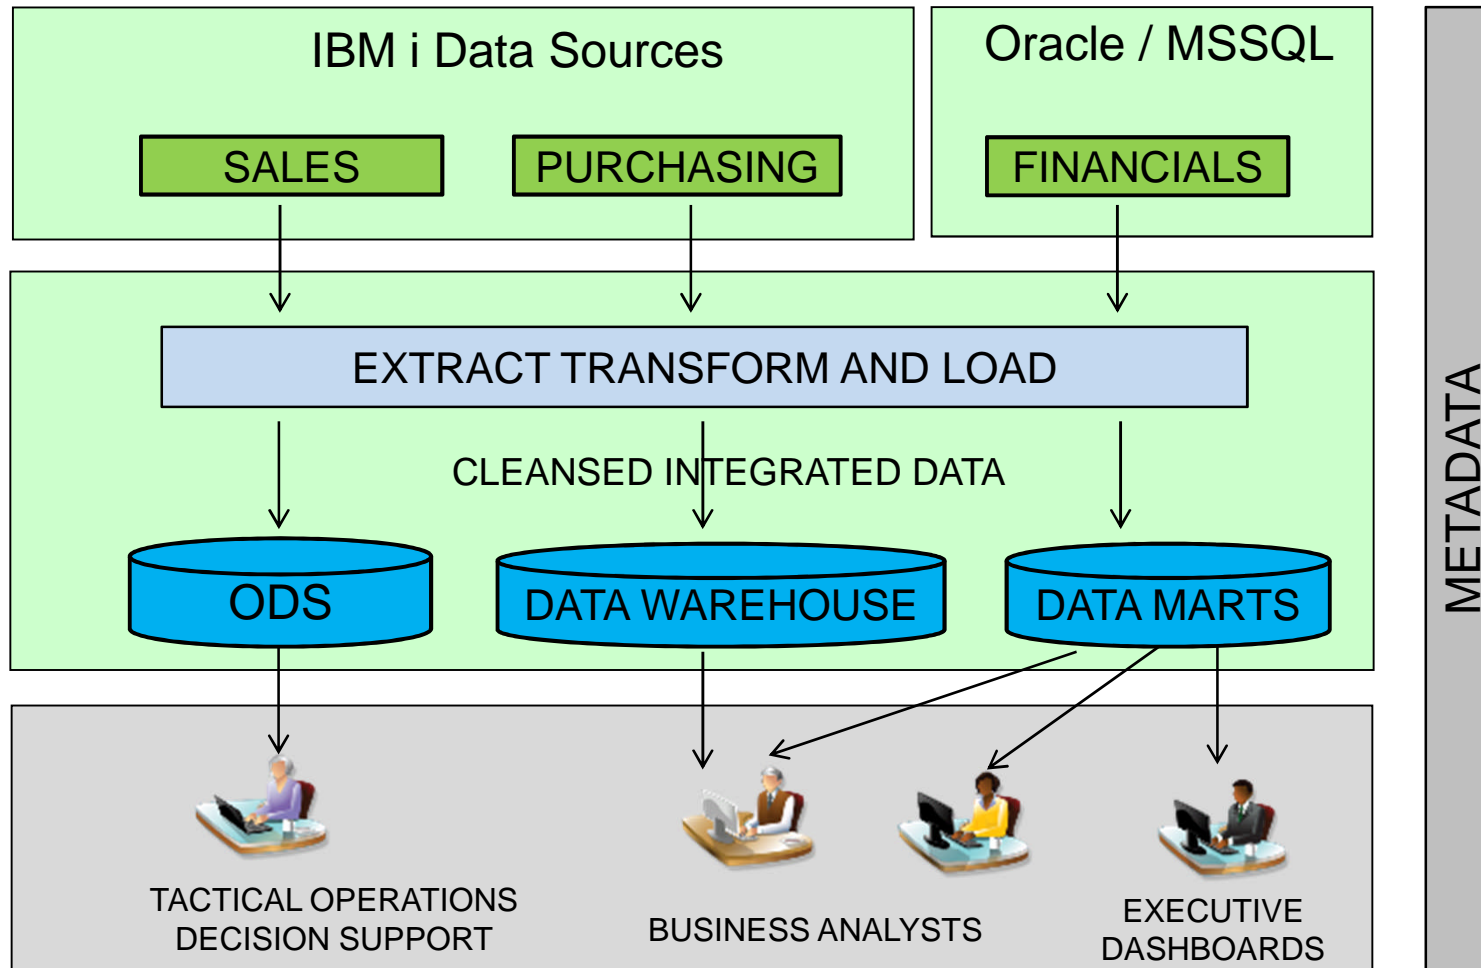 IBM i Data Sources
Oracle / MSSQL
SALES
PURCHASING
FINANCIALS
EXTRACT TRANSFORM AND LOAD
CLEANSED INTEGRATED DATA
ODS
DATA WAREHOUSE
DATA MARTS
TACTICAL OPERATIONS
DECISION SUPPORT
BUSINESS ANALYSTS
EXECUTIVE
DASHBOARDS
METADATA